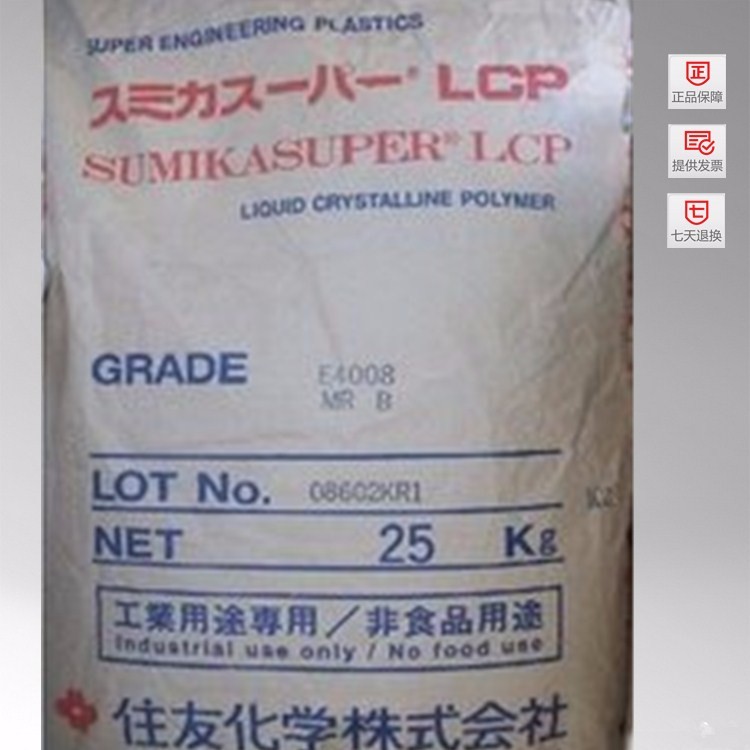 SUPER ENGINEERING PLASTICS
スミカスーパー® LCP
SUMIKASUPER® LCP
LIQUID CRYSTALLINE POLYMER
GRADE E4008
MR B
LOT No. 08602KR1
K2
NET 25 Kg
工業用途専用/非食品用途
Industrial use only / No food use
住友化学株式会社
正
正品保障
提供发票
七
七天退换